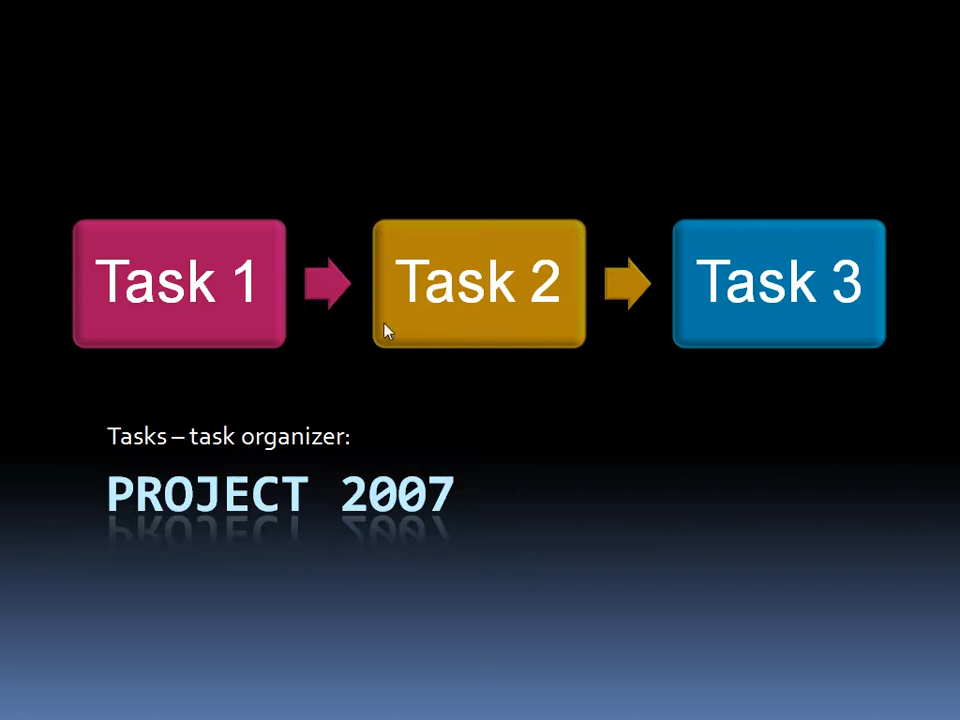 Task 1
Task 2
Task 3
Tasks – task organizer:
PROJECT 2007